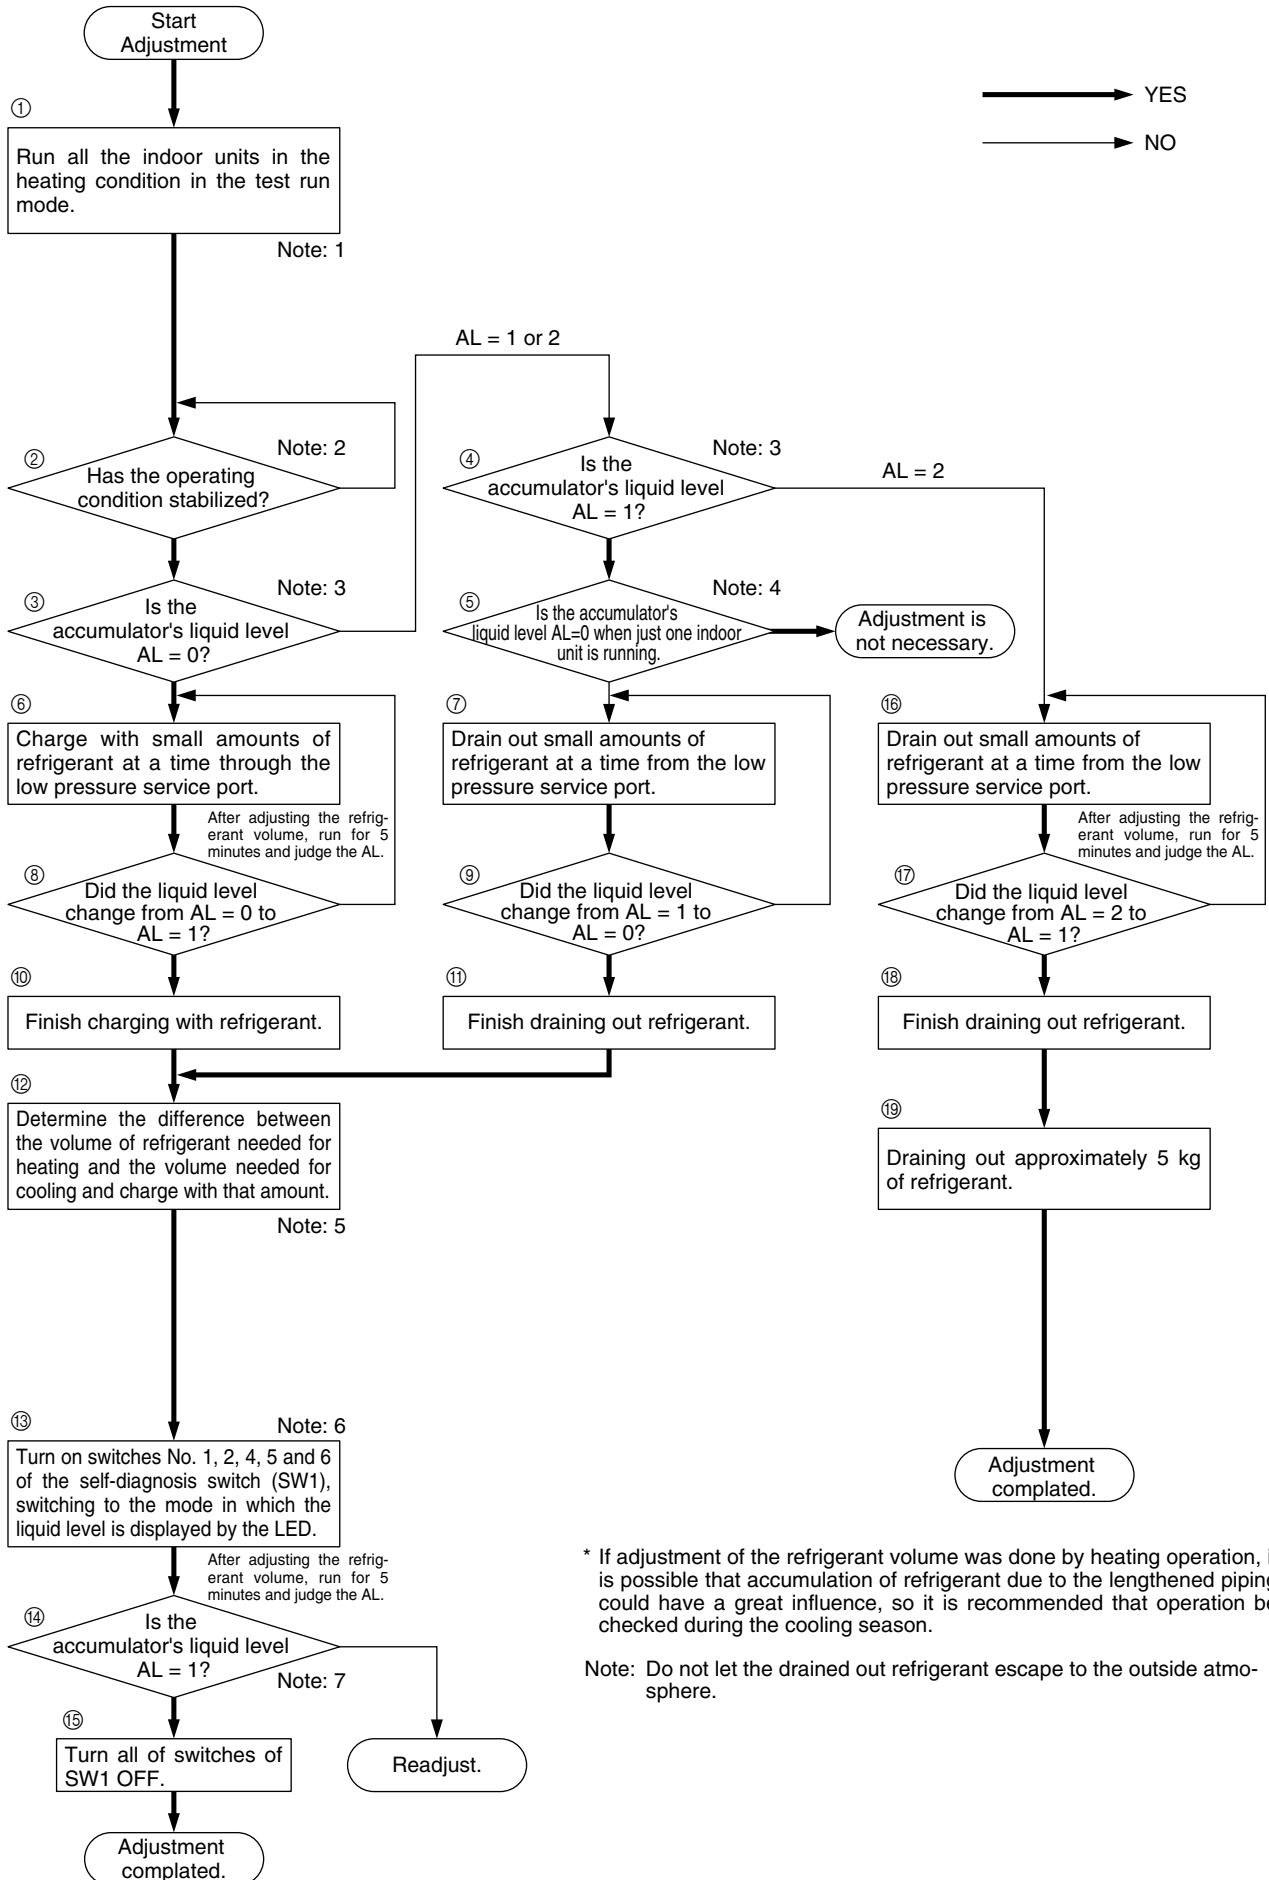 Start
Adjustment
YES
NO
①
Run all the indoor units in the
heating condition in the test run
mode.
Note: 1
AL = 1 or 2
②
Note: 2
Has the operating
condition stabilized?
④
Note: 3
Is the
accumulator's liquid level
AL = 1?
AL = 2
③
Note: 3
Is the
accumulator's liquid level
AL = 0?
⑤
Note: 4
Is the accumulator's
liquid level AL=0 when just one indoor
unit is running.
Adjustment is
not necessary.
⑥
Charge with small amounts of
refrigerant at a time through the
low pressure service port.
After adjusting the refrig-
erant volume, run for 5
minutes and judge the AL.
⑦
Drain out small amounts of
refrigerant at a time from the low
pressure service port.
⑯
Drain out small amounts of
refrigerant at a time from the low
pressure service port.
After adjusting the refrig-
erant volume, run for 5
minutes and judge the AL.
⑧
Did the liquid level
change from AL = 0 to
AL = 1?
⑨
Did the liquid level
change from AL = 1 to
AL = 0?
⑰
Did the liquid level
change from AL = 2 to
AL = 1?
⑩
Finish charging with refrigerant.
⑪
Finish draining out refrigerant.
⑱
Finish draining out refrigerant.
⑫
Determine the difference between
the volume of refrigerant needed for
heating and the volume needed for
cooling and charge with that amount.
Note: 5
⑲
Draining out approximately 5 kg
of refrigerant.
Adjustment
complated.
⑬
Note: 6
Turn on switches No. 1, 2, 4, 5 and 6
of the self-diagnosis switch (SW1),
switching to the mode in which the
liquid level is displayed by the LED.
After adjusting the refrig-
erant volume, run for 5
minutes and judge the AL.
⑭
Is the
accumulator's liquid level
AL = 1?
Note: 7
⑮
Turn all of switches of
SW1 OFF.
Readjust.
Adjustment
complated.
* If adjustment of the refrigerant volume was done by heating operation,
is possible that accumulation of refrigerant due to the lengthened piping
could have a great influence, so it is recommended that operation be
checked during the cooling season.
Note: Do not let the drained out refrigerant escape to the outside atmo-
sphere.